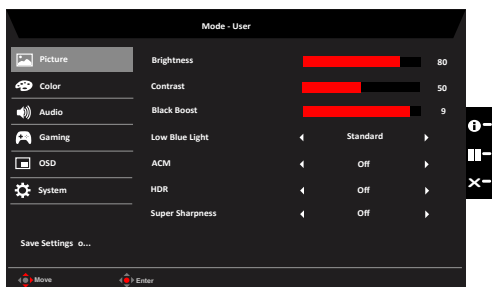 Mode - User
Picture
Color
Audio
Gaming
OSD
System
Save Settings o...
Brightness 80
Contrast 50
Black Boost 9
Low Blue Light Standard
ACM Off
HDR Off
Super Sharpness Off
Move Enter